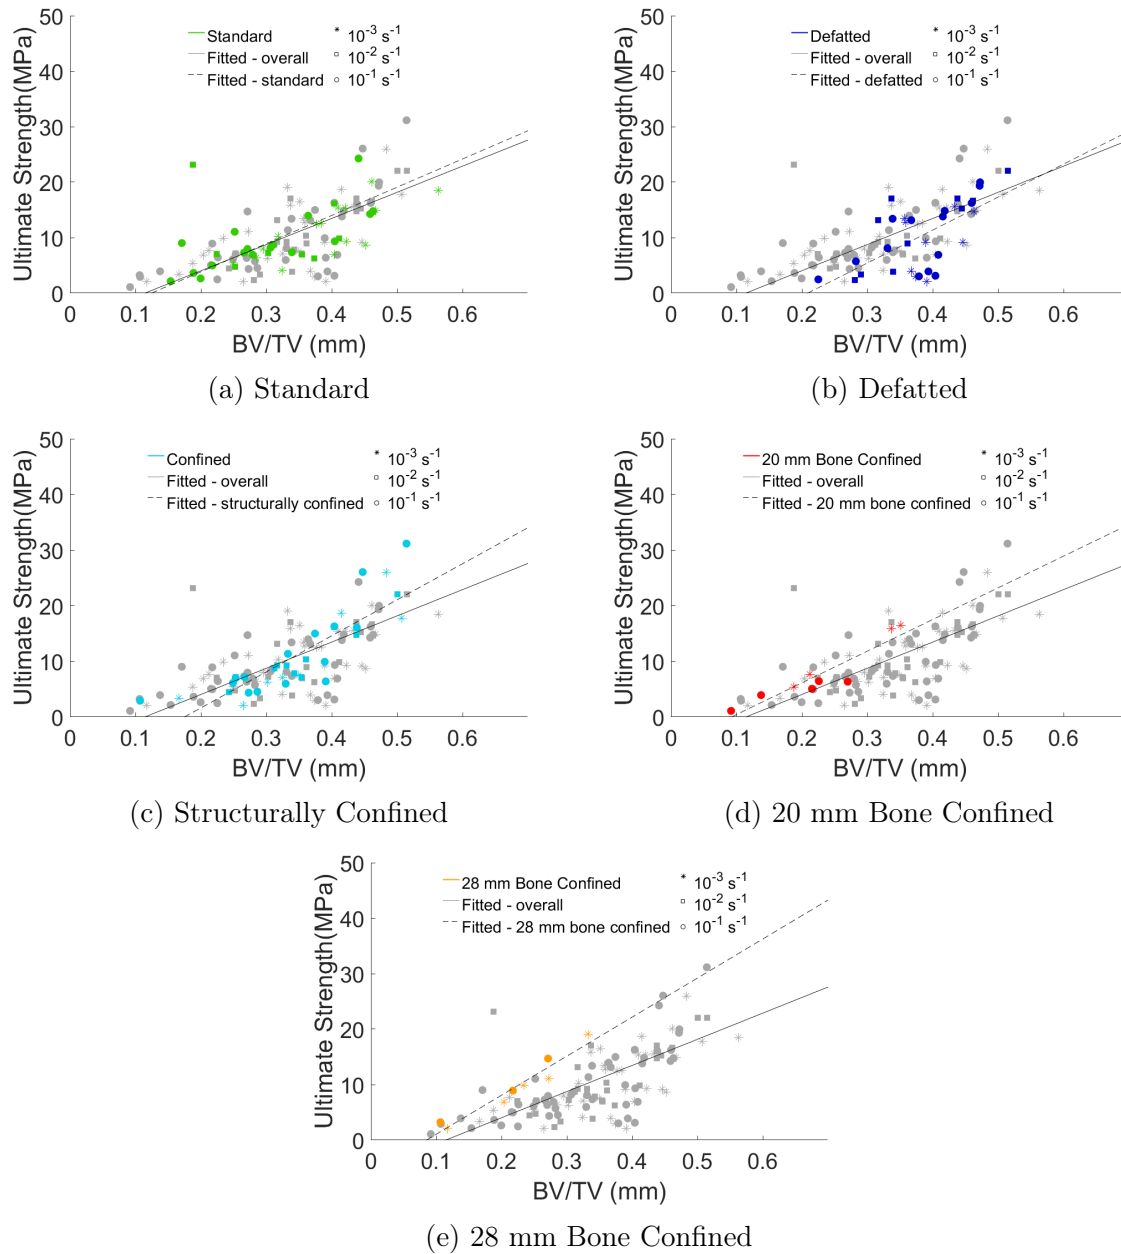 50
40
30
20
10
0
Ultimate Strength(MPa)
Standard
Fitted - overall
Fitted - standard
* 10-3 s-1
10-2 s-1
10-1 s-1
0 0.1 0.2 0.3 0.4 0.5 0.6
BV/TV (mm)
(a) Standard
50
40
30
20
10
0
Ultimate Strength(MPa)
Defatted
Fitted - overall
Fitted - defatted
* 10-3 s-1
10-2 s-1
10-1 s-1
0 0.1 0.2 0.3 0.4 0.5 0.6
BV/TV (mm)
(b) Defatted
50
40
30
20
10
0
Ultimate Strength(MPa)
Confined
Fitted - overall
Fitted - structurally confined
* 10-3 s-1
10-2 s-1
10-1 s-1
0 0.1 0.2 0.3 0.4 0.5 0.6
BV/TV (mm)
(c) Structurally Confined
50
40
30
20
10
0
Ultimate Strength(MPa)
20 mm Bone Confined
Fitted - overall
Fitted - 20 mm bone confined
* 10-3 s-1
10-2 s-1
10-1 s-1
0 0.1 0.2 0.3 0.4 0.5 0.6
BV/TV (mm)
(d) 20 mm Bone Confined
50
40
30
20
10
0
Ultimate Strength(MPa)
28 mm Bone Confined
Fitted - overall
Fitted - 28 mm bone confined
* 10-3 s-1
10-2 s-1
10-1 s-1
0 0.1 0.2 0.3 0.4 0.5 0.6
BV/TV (mm)
(e) 28 mm Bone Confined